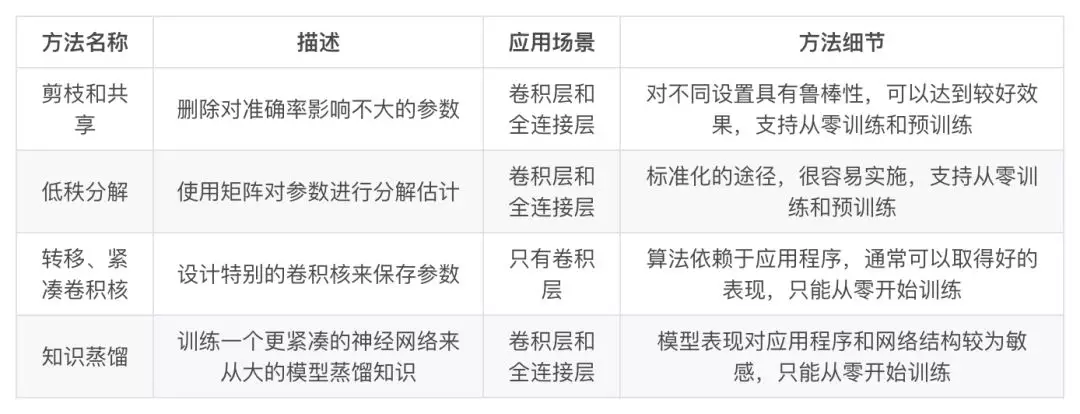 方法名称 描述 应用场景 方法细节
剪枝和共
享
删除对准确率影响不大的参数
卷积层和
全连接层
对不同设置具有鲁棒性，可以达到较好效
果，支持从零训练和预训练
低秩分解
使用矩阵对参数进行分解估计
卷积层和
全连接层
标准化的途径，很容易实施，支持从零训
练和预训练
转移、紧
凑卷积核
设计特别的卷积核来保存参数
只有卷积
层
算法依赖于应用程序，通常可以取得好的
表现，只能从零开始训练
知识蒸馏
训练一个更紧凑的神经网络来
从大的模型蒸馏知识
卷积层和
全连接层
模型表现对应用程序和网络结构较为敏
感，只能从零开始训练